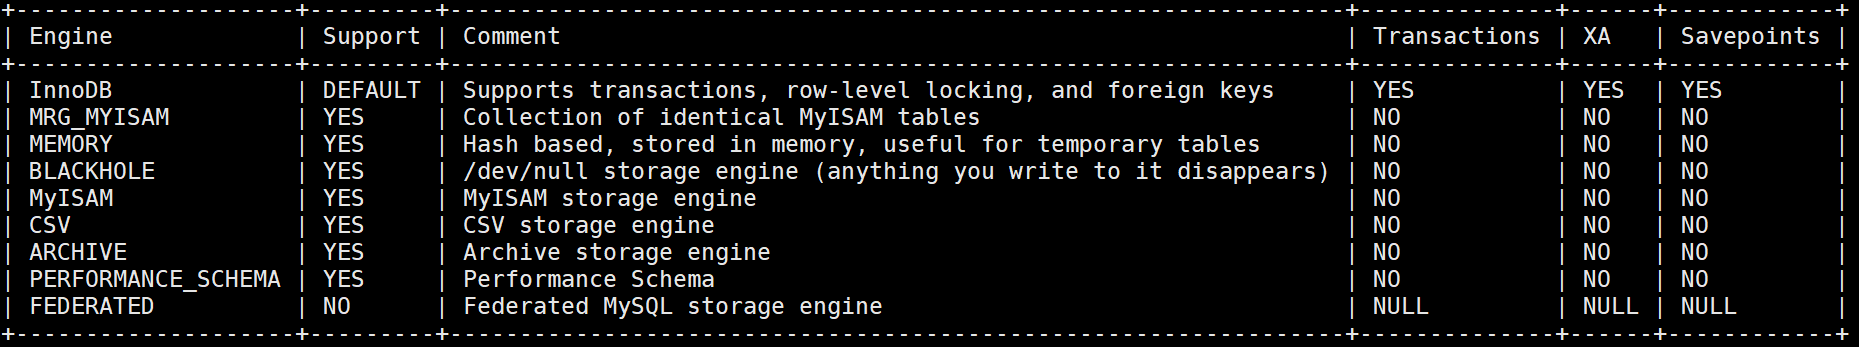 +--------------------+---------+----------------------------------------------------------------+--------------+------+------------+
| Engine             | Support | Comment                                                        | Transactions | XA   | Savepoints |
+--------------------+---------+----------------------------------------------------------------+--------------+------+------------+
| InnoDB             | DEFAULT | Supports transactions, row-level locking, and foreign keys     | YES          | YES  | YES        |
| MRG_MYISAM         | YES     | Collection of identical MyISAM tables                          | NO           | NO   | NO         |
| MEMORY             | YES     | Hash based, stored in memory, useful for temporary tables      | NO           | NO   | NO         |
| BLACKHOLE          | YES     | /dev/null storage engine (anything you write to it disappears) | NO           | NO   | NO         |
| MyISAM             | YES     | MyISAM storage engine                                          | NO           | NO   | NO         |
| CSV                | YES     | CSV storage engine                                             | NO           | NO   | NO         |
| ARCHIVE            | YES     | Archive storage engine                                         | NO           | NO   | NO         |
| PERFORMANCE_SCHEMA | YES     | Performance Schema                                             | NO           | NO   | NO         |
| FEDERATED          | NO      | Federated MySQL storage engine                                 | NULL         | NULL | NULL       |
+--------------------+---------+----------------------------------------------------------------+--------------+------+------------+